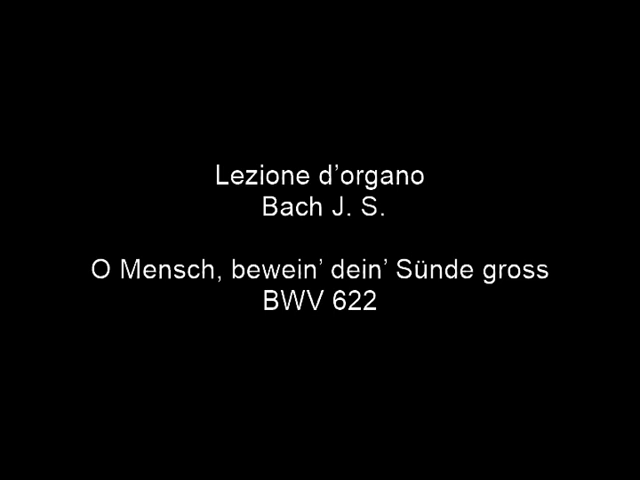 Lezione d’organo
Bach J. S.
O Mensch, bewein’ dein’ Sünde gross
BWV 622